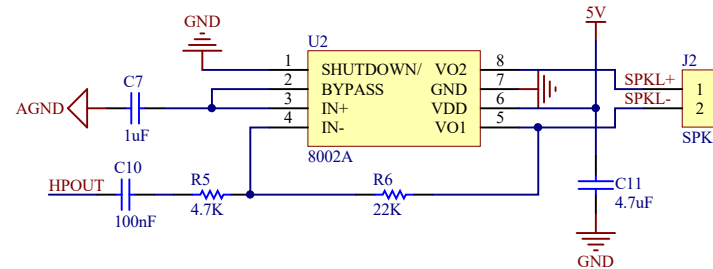 5V
GND
U2
J2
C7
1
SHUTDOWN/
VO2
8
SPKL+
1
2
BYPASS
GND
7
AGND
3
IN+
VDD
6
SPKL-
2
1uF
4
IN-
VO1
5
8002A
SPK
C10
R5
R6
C11
HPOUT
4.7K
22K
4.7uF
100nF
GND